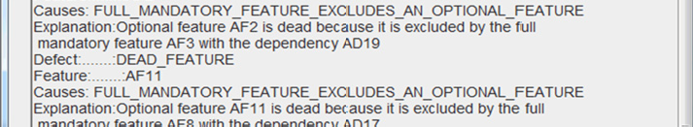 Causes: FULL_MANDATORY_FEATURE_EXCLUDES_AN_OPTIONAL_FEATURE
Explanation:Optional feature AF2 is dead because it is excluded by the full
mandatory feature AF3 with the dependency AD19
Defect:.......:DEAD_FEATURE
Feature:.......:AF11
Causes: FULL_MANDATORY_FEATURE_EXCLUDES_AN_OPTIONAL_FEATURE
Explanation:Optional feature AF11 is dead because it is excluded by the full
mandatory feature AF8 with the dependency AD17